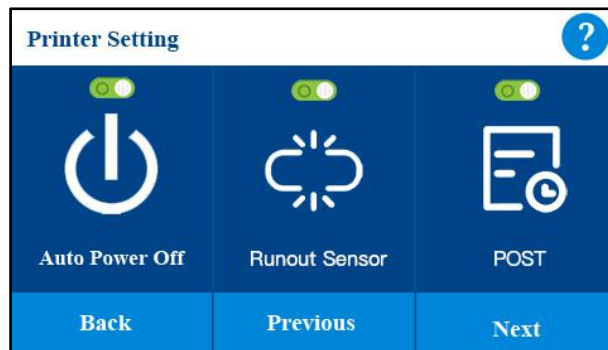 Printer Setting
?
Auto Power Off
Runout Sensor
POST
Back
Previous
Next